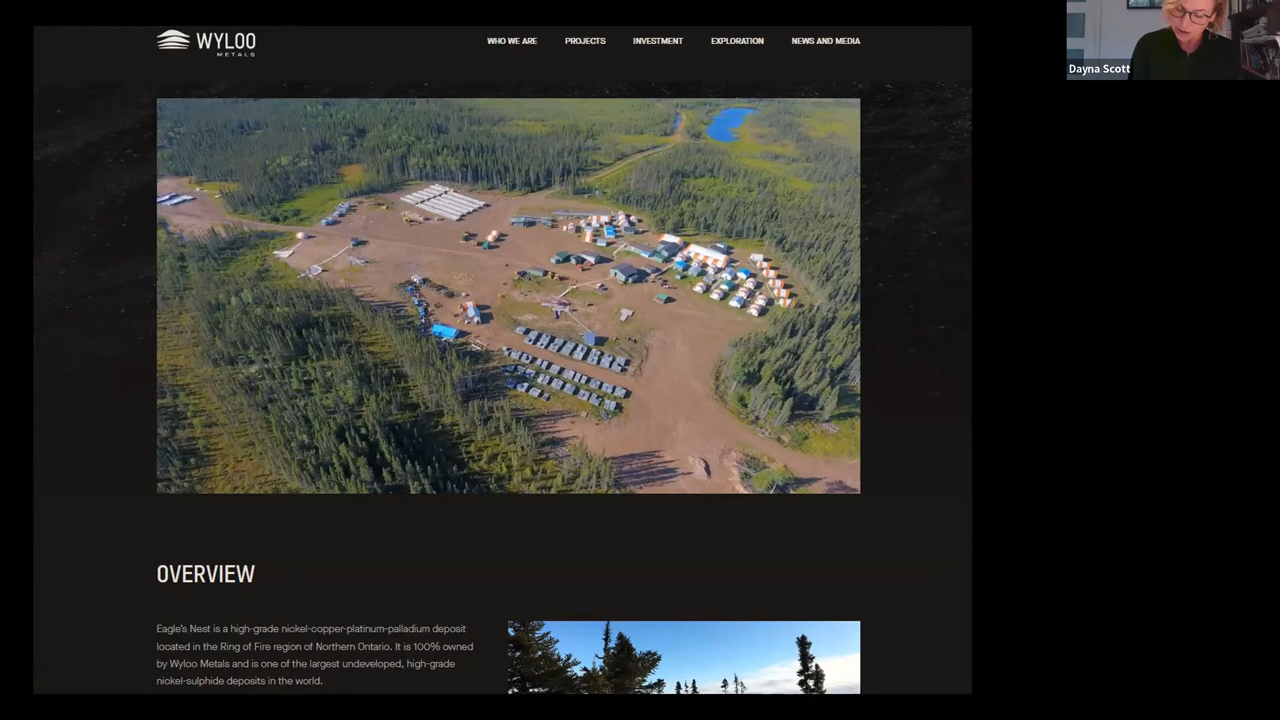 WYLOO
METALS
WHO WE ARE
PROJECTS
INVESTMENT
EXPLORATION
NEWS AND MEDIA
Dayna Scott
OVERVIEW
Eagle's Nest is a high-grade nickel-copper-platinum-palladium deposit
located in the Ring of Fire region of Northern Ontario. It is 100% owned
by Wyloo Metals and is one of the largest undeveloped, high-grade
nickel-sulphide deposits in the world.